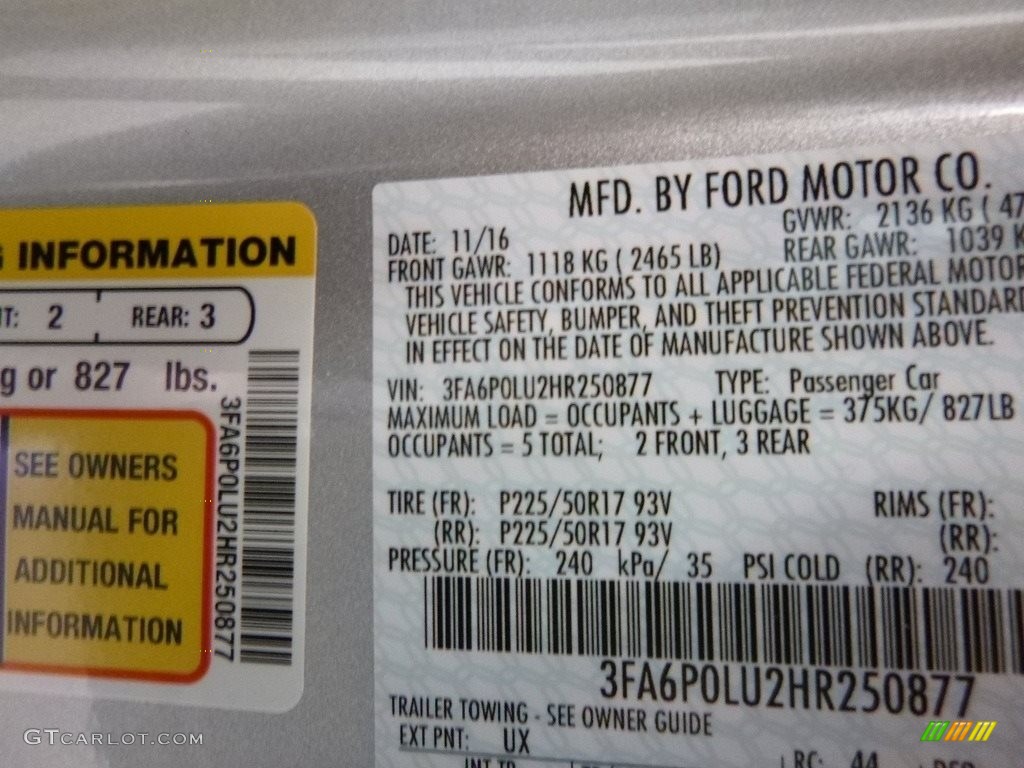 INFORMATION
2 REAR: 3
or 827 lbs.
SEE OWNERS
MANUAL FOR
ADDITIONAL
INFORMATION
3FA6P0LU2HR250877
MFD. BY FORD MOTOR CO.
DATE: 11/16 GVWR: 2136 KG ( 47
FRONT GAWR: 1118 KG ( 2465 LB) REAR GAWR: 1039 K
THIS VEHICLE CONFORMS TO ALL APPLICABLE FEDERAL MOTOR
VEHICLE SAFETY, BUMPER, AND THEFT PREVENTION STANDARD
IN EFFECT ON THE DATE OF MANUFACTURE SHOWN ABOVE.
VIN: 3FA6P0LU2HR250877 TYPE: Passenger Car
MAXIMUM LOAD = OCCUPANTS + LUGGAGE = 375KG/ 827LB
OCCUPANTS = 5 TOTAL; 2 FRONT, 3 REAR
TIRE (FR): P225/50R17 93V RIMS (FR):
(RR): P225/50R17 93V (RR):
PRESSURE (FR): 240 kPa/ 35 PSI COLD (RR): 240
3FA6P0LU2HR250877
TRAILER TOWING - SEE OWNER GUIDE
EXT PNT: UX
RC: 44
GTCARLOT.COM